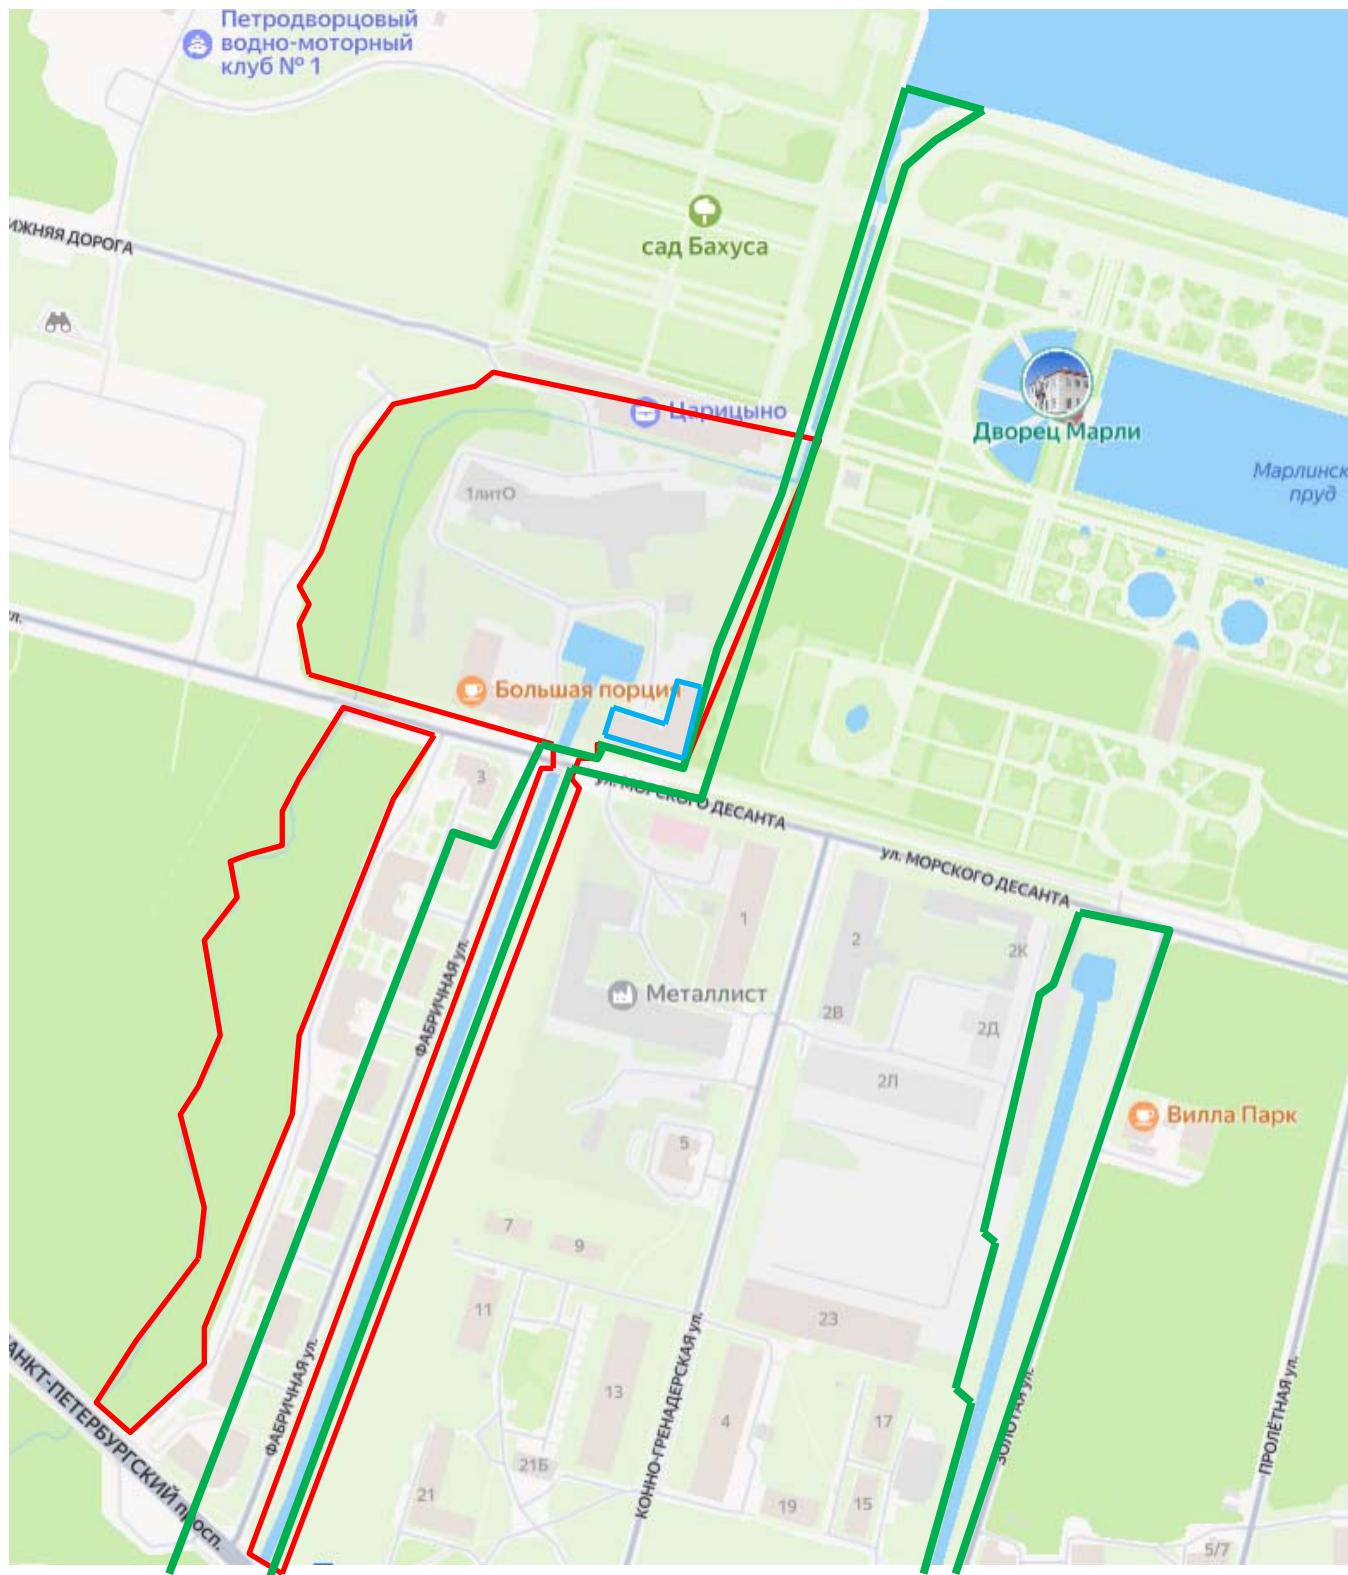 Петродворцовый
водно-моторный
клуб № 1
сад Бахуса
ИЖНЯЯ ДОРОГА
Царицыно
Дворец Марли
Марлинск
пруд
1литО
ул.
Большая порция
3
ул. МОРСКОГО ДЕСАНТА
ул. МОРСКОГО ДЕСАНТА
1
2
2К
ФАБРИЧНАЯ ул.
Металлист
2В
2Д
2Л
Вилла Парк
5
7
9
11
23
АНКТ-ПЕТЕРБУРГСКИЙ просп.
ФАБРИЧНАЯ ул.
13
КОННО-ГРЕНАДЕРСКАЯ ул.
4
17
ЗОЛОТАЯ ул.
ПРОЛЁТНАЯ ул.
21Б
21
19
15
5/7